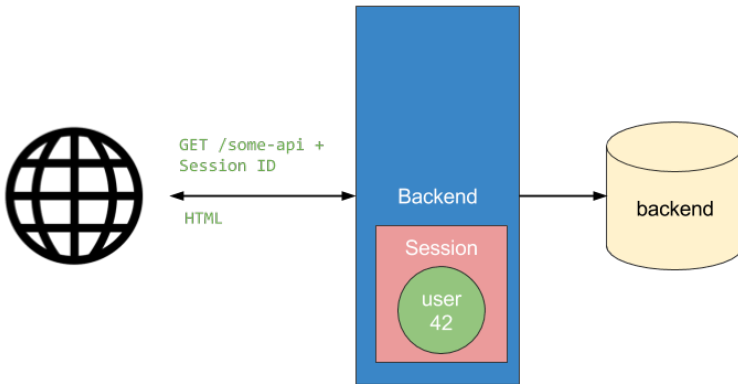 GET /some-api +
Session ID
HTML
Backend
Session
user
42
backend